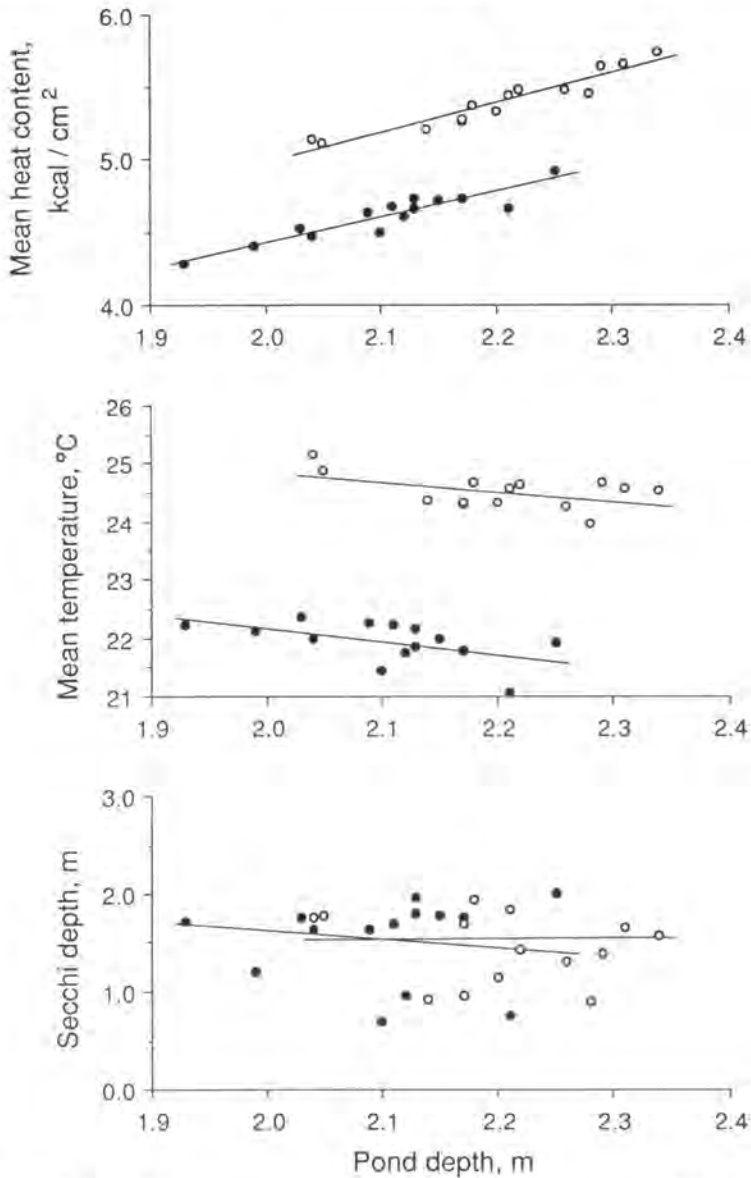 Mean heat content,
kcal / cm²
6.0
5.0
4.0
1.9 2.0 2.1 2.2 2.3 2.4
Mean temperature, ºC
26
25
24
23
22
21
1.9 2.0 2.1 2.2 2.3 2.4
Secchi depth, m
3.0
2.0
1.0
0.0
1.9 2.0 2.1 2.2 2.3 2.4
Pond depth, m